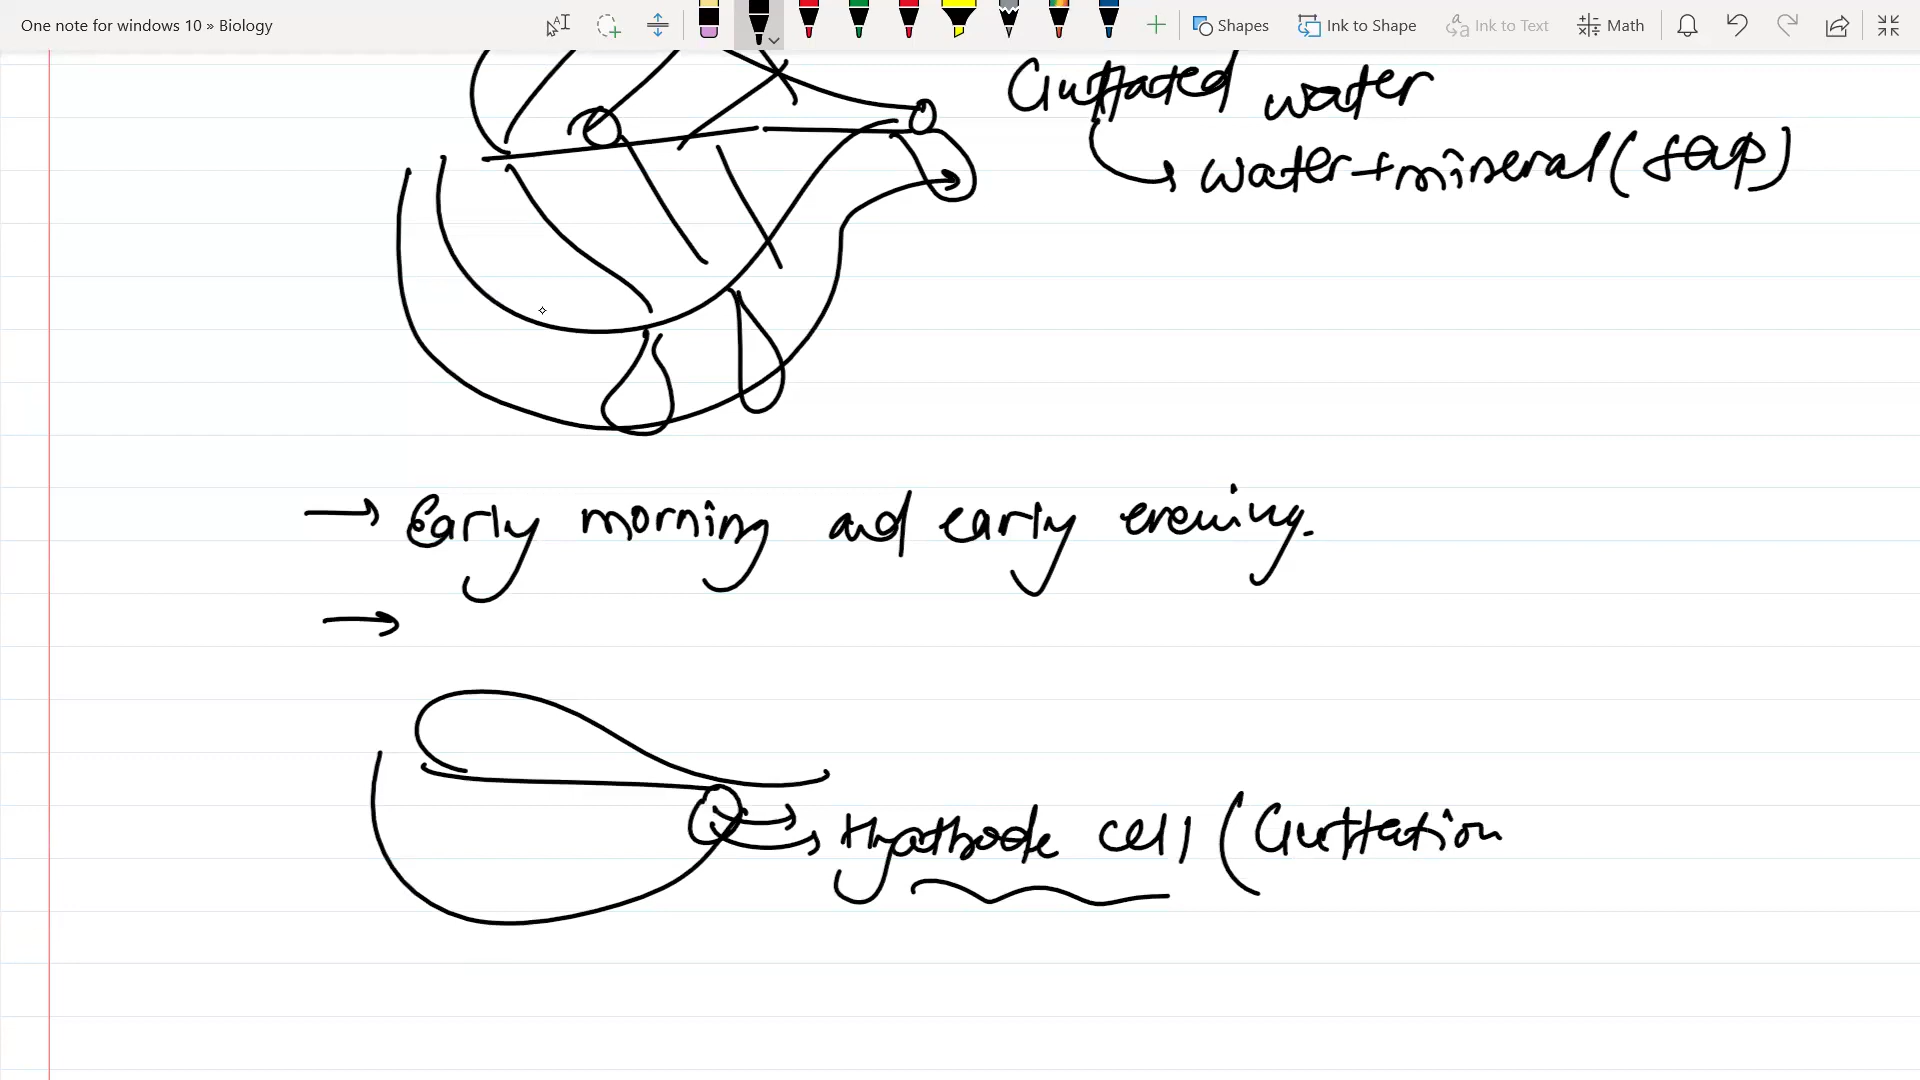 One note for windows 10 » Biology
Shapes
Ink to Shape
Ink to Text
Math
Guttated water
→ water + mineral (sap)
→ Early morning and early evening.
→
Hyathode cell (Guttation